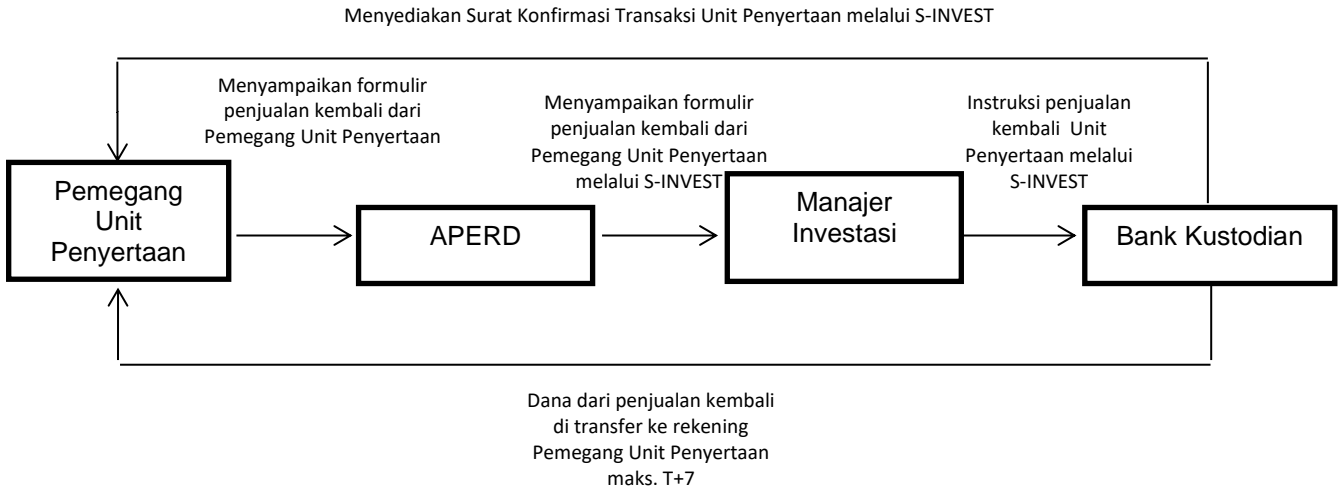 Menyediakan Surat Konfirmasi Transaksi Unit Penyertaan melalui S-INVEST
Menyampaikan formulir
penjualan kembali dari
Pemegang Unit Penyertaan
Menyampaikan formulir
penjualan kembali dari
Pemegang Unit Penyertaan
melalui S-INVEST
Instruksi penjualan
kembali Unit
Penyertaan melalui
S-INVEST
Pemegang
Unit
Penyertaan
APERD
Manajer
Investasi
Bank Kustodian
Dana dari penjualan kembali
di transfer ke rekening
Pemegang Unit Penyertaan
maks. T+7